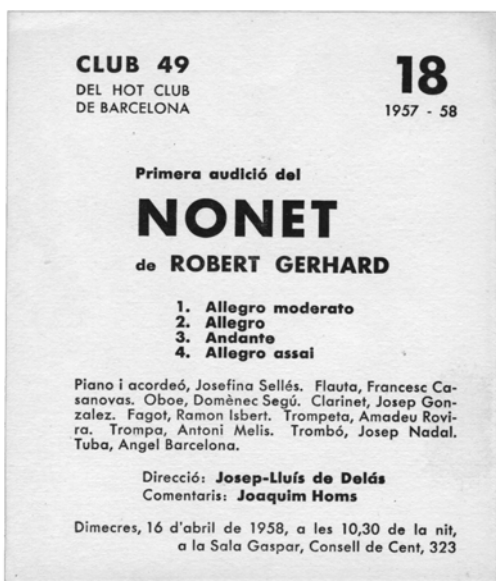 CLUB 49
DEL HOT CLUB
DE BARCELONA
18
1957 - 58
Primera audició del
NONET
de ROBERT GERHARD
1. Allegro moderato
2. Allegro
3. Andante
4. Allegro assai
Piano i acordeó, Josefina Sellés. Flauta, Francesc Ca-
sanovas. Oboe, Domènec Segú. Clarinet, Josep Gon-
zalez. Fagot, Ramon Isbert. Trompeta, Amadeu Rovi-
ra. Trompa, Antoni Melis. Trombó, Josep Nadal.
Tuba, Angel Barcelona.
Direcció: Josep-Lluís de Delás
Comentaris: Joaquim Homs
Dimecres, 16 d'abril de 1958, a les 10,30 de la nit,
a la Sala Gaspar, Consell de Cent, 323